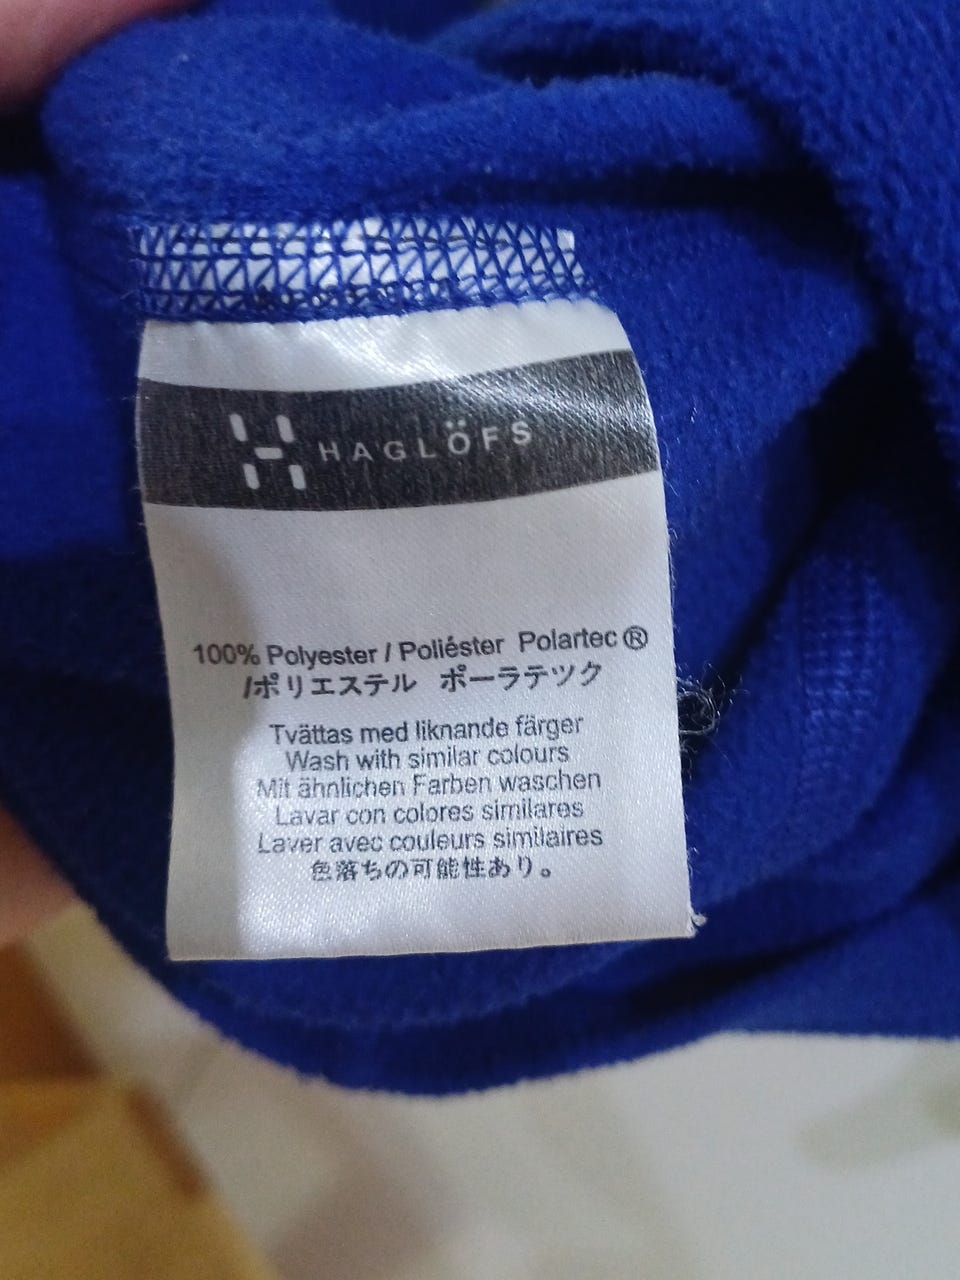 HAGLÖFS
100% Polyester / Poliéster Polartec®
/ポリエステル ポーラテツク
Tvättas med liknande färger
Wash with similar colours
Mit ähnlichen Farben waschen
Lavar con colores similares
Laver avec couleurs similaires
色落ちの可能性あり。